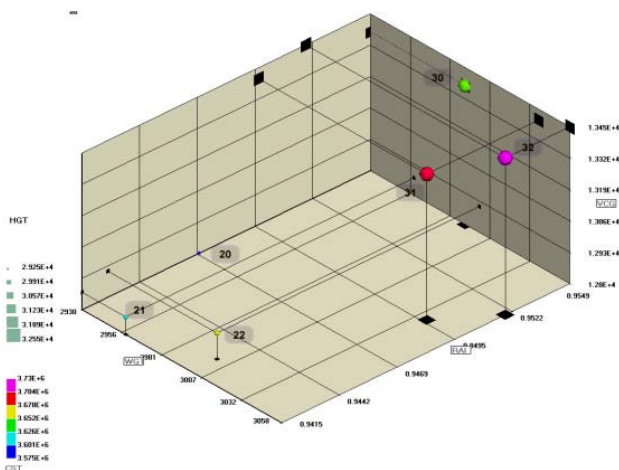 30
1.345E+4
32
1.332E+4
31
1.319E+4
VCG
HGT
1.306E+4
20
2.925E+4
1.293E+4
2.991E+4
3.057E+4
2930
1.28E+4
3.123E+4
21
0.9549
3.189E+4
2956
22
0.9522
3.255E+4
WGT
2981
0.9495
BAL
3.73E+6
3007
0.9469
3.704E+6
3.678E+6
3032
0.9442
3.652E+6
3058
0.9415
3.626E+6
3.601E+6
3.575E+6
CST